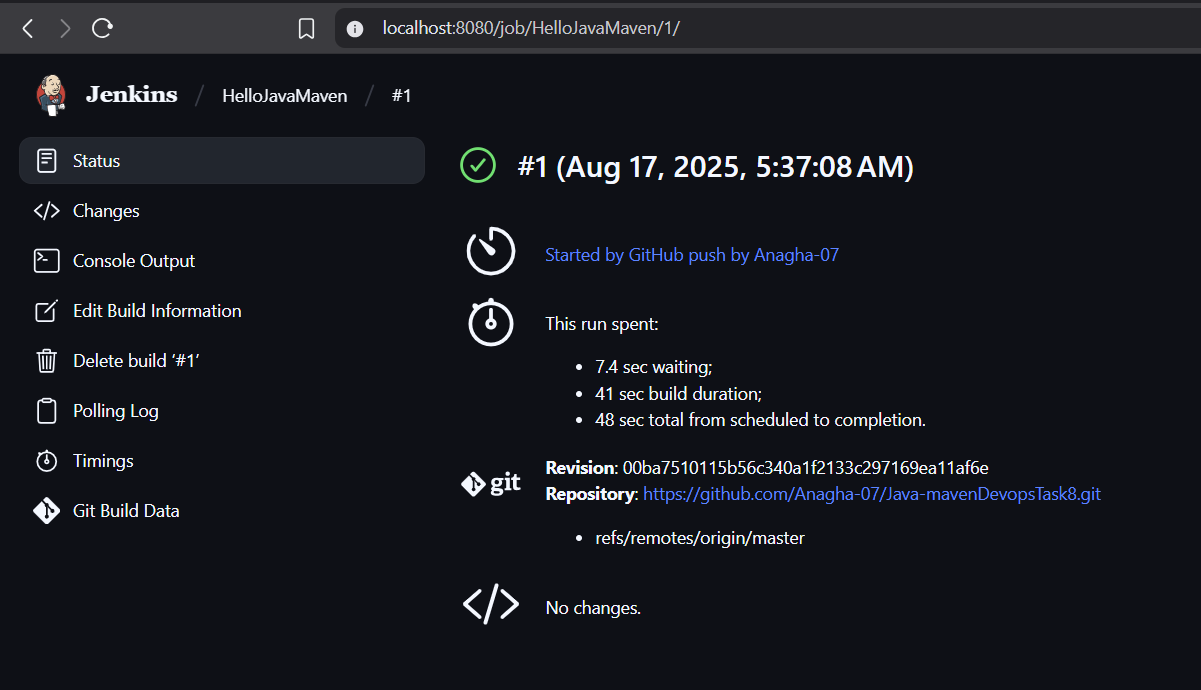 localhost:8080/job/HelloJavaMaven/1/
Jenkins / HelloJavaMaven / #1
Status
Changes
Console Output
Edit Build Information
Delete build ‘#1’
Polling Log
Timings
Git Build Data
#1 (Aug 17, 2025, 5:37:08 AM)
Started by GitHub push by Anagha-07
This run spent:
• 7.4 sec waiting;
• 41 sec build duration;
• 48 sec total from scheduled to completion.
git
Revision: 00ba7510115b56c340a1f2133c297169ea11af6e
Repository: https://github.com/Anagha-07/Java-mavenDevopsTask8.git
• refs/remotes/origin/master
No changes.